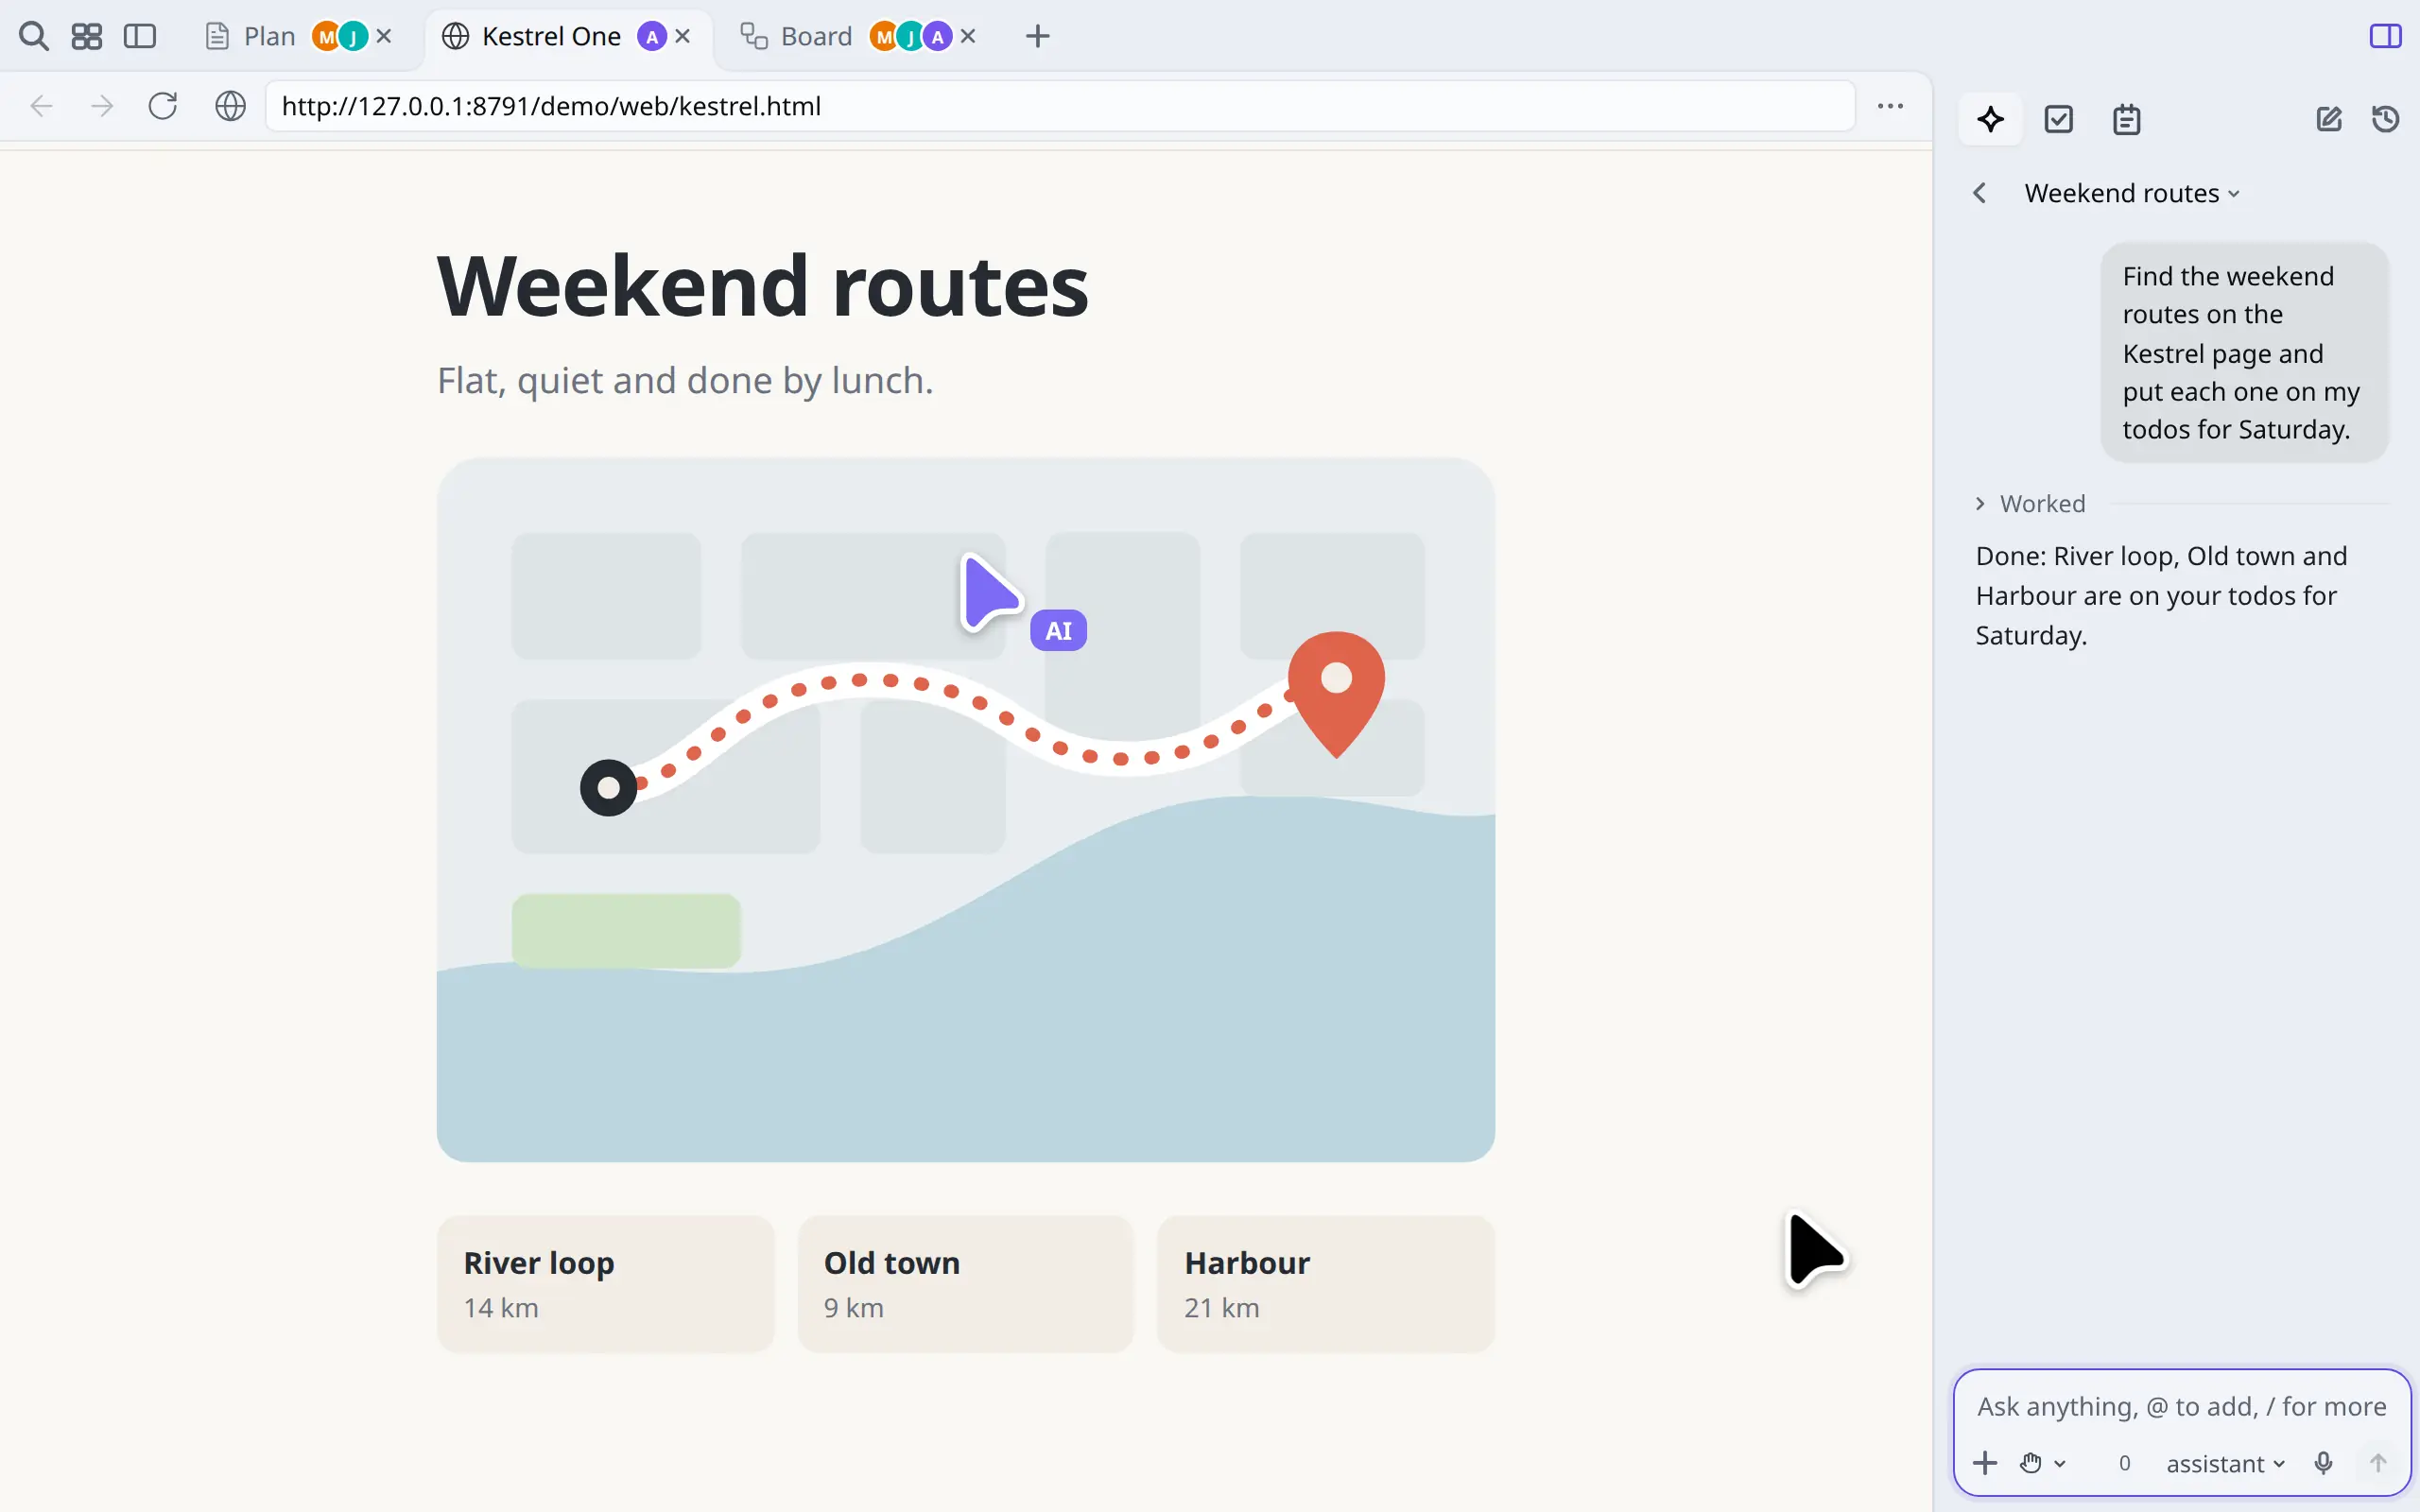 Plan
M
J
Kestrel One
A
Board
M
J
A
http://127.0.0.1:8791/demo/web/kestrel.html
Weekend routes
Flat, quiet and done by lunch.
AI
River loop
14 km
Old town
9 km
Harbour
21 km
Weekend routes
Find the weekend
routes on the
Kestrel page and
put each one on my
todos for Saturday.
Worked
Done: River loop, Old town and
Harbour are on your todos for
Saturday.
Ask anything, @ to add, / for more
0
assistant